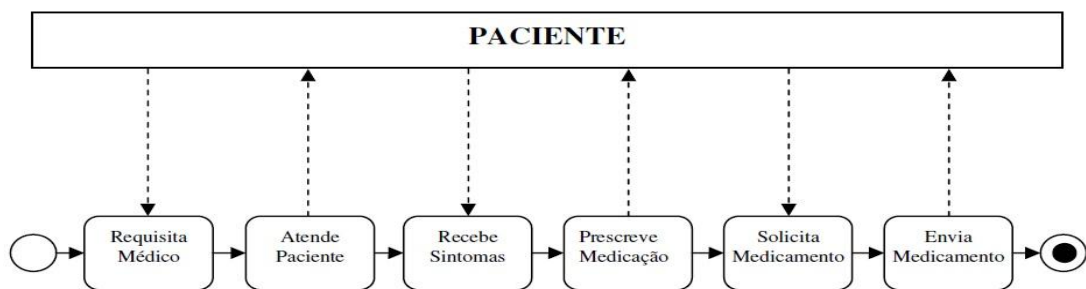 PACIENTE
Requisita
Médico
Atende
Paciente
Recebe
Sintomas
Prescreve
Medicação
Solicita
Medicamento
Envia
Medicamento